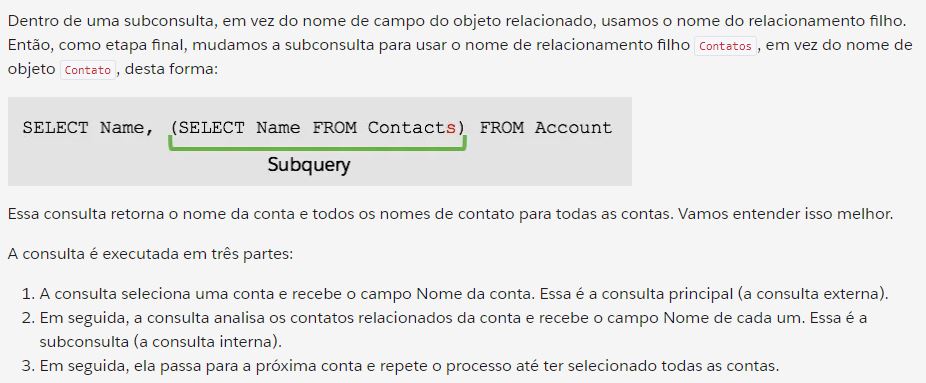 Dentro de uma subconsulta, em vez do nome de campo do objeto relacionado, usamos o nome do relacionamento filho.
Então, como etapa final, mudamos a subconsulta para usar o nome de relacionamento filho Contatos , em vez do nome de
objeto Contato , desta forma:
SELECT Name, (SELECT Name FROM Contacts) FROM Account
Subquery
Essa consulta retorna o nome da conta e todos os nomes de contato para todas as contas. Vamos entender isso melhor.
A consulta é executada em três partes:
1. A consulta seleciona uma conta e recebe o campo Nome da conta. Essa é a consulta principal (a consulta externa).
2. Em seguida, a consulta analisa os contatos relacionados da conta e recebe o campo Nome de cada um. Essa é a
subconsulta (a consulta interna).
3. Em seguida, ela passa para a próxima conta e repete o processo até ter selecionado todas as contas.